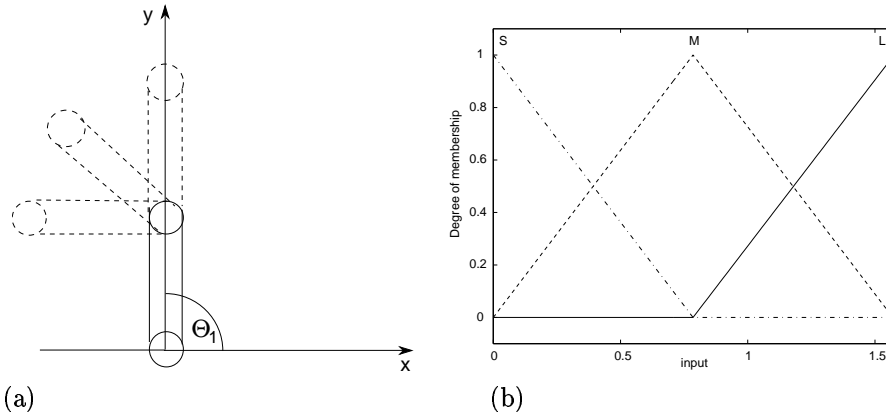 y
Θ1
x
(a)
S M L
1
0.8
0.6
0.4
0.2
0
Degree of membership
0 0.5 1 1.5
input
(b)